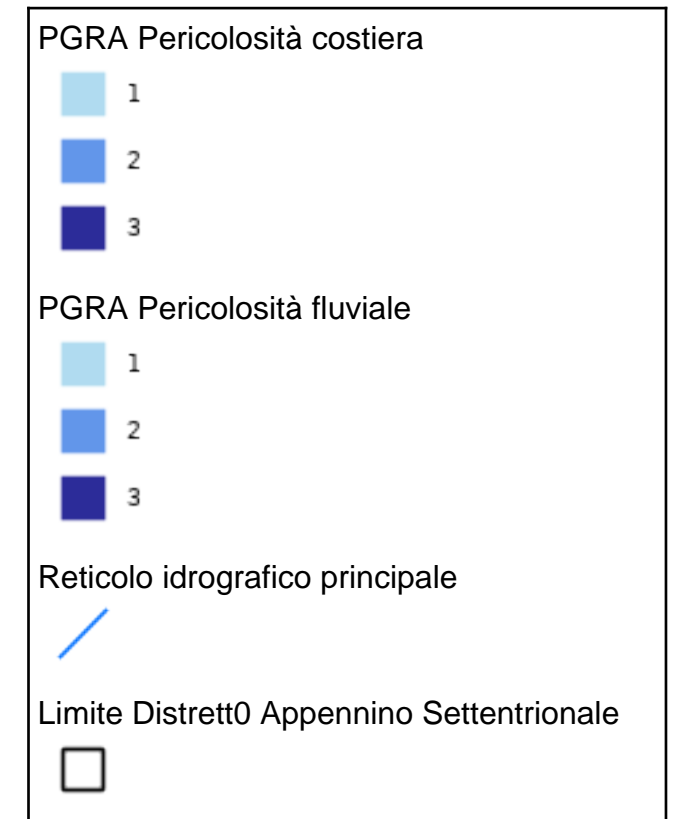 PGRA Pericolosità costiera
1
2
3
PGRA Pericolosità fluviale
1
2
3
Reticolo idrografico principale
Limite Distrett0 Appennino Settentrionale